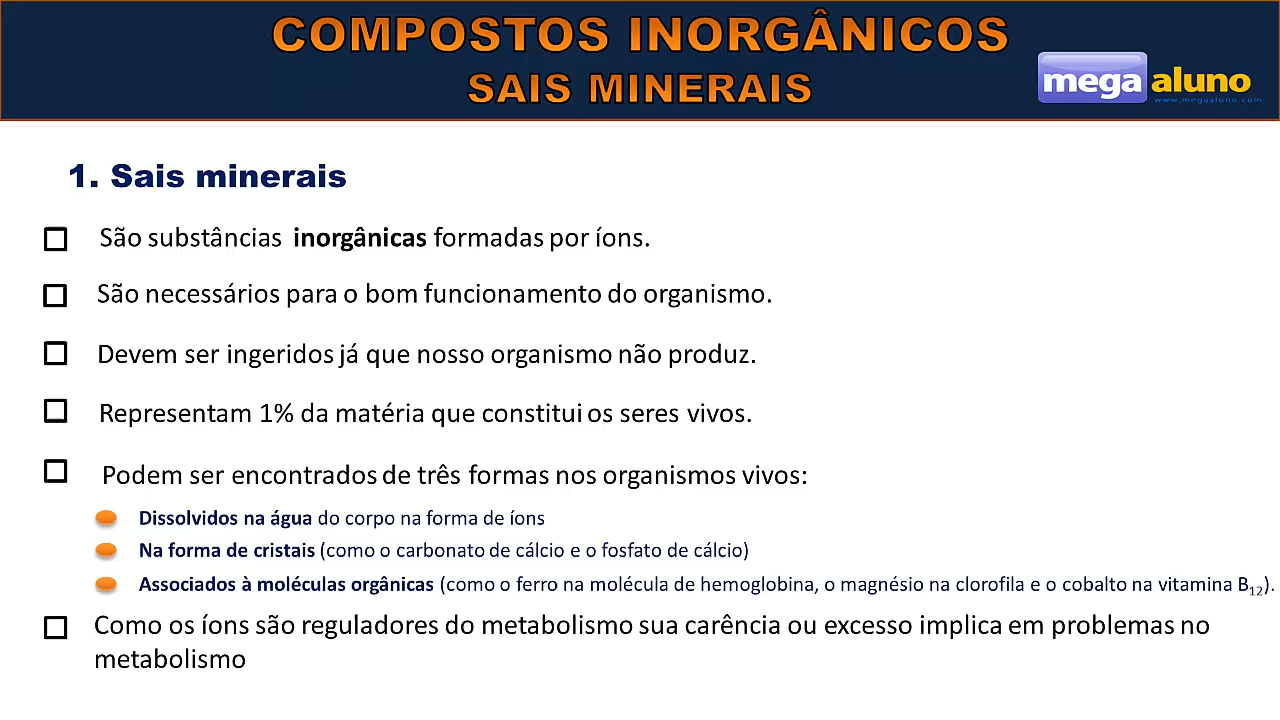 COMPOSTOS INORGÂNICOS
SAIS MINERAIS
mega aluno
www.megaaluno.com
1. Sais minerais
São substâncias inorgânicas formadas por íons.
São necessários para o bom funcionamento do organismo.
Devem ser ingeridos já que nosso organismo não produz.
Representam 1% da matéria que constitui os seres vivos.
Podem ser encontrados de três formas nos organismos vivos:
Dissolvidos na água do corpo na forma de íons
Na forma de cristais (como o carbonato de cálcio e o fosfato de cálcio)
Associados à moléculas orgânicas (como o ferro na molécula de hemoglobina, o magnésio na clorofila e o cobalto na vitamina B12).
Como os íons são reguladores do metabolismo sua carência ou excesso implica em problemas no
metabolismo